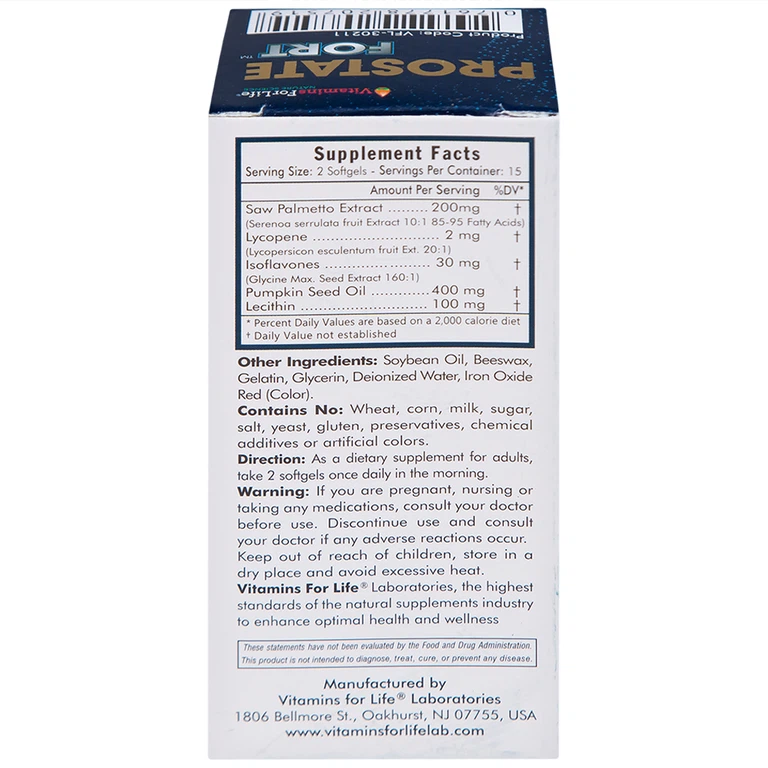 0761778207519
Product Code: VFL-30211
PROSTATE
FORT™
VitaminsForLife™
Supplement Facts
Serving Size: 2 Softgels - Servings Per Container: 15
Amount Per Serving %DV*
Saw Palmetto Extract ......... 200mg †
(Serenoa serrulata fruit Extract 10:1 85-95 Fatty Acids)
Lycopene ............................ 2 mg †
(Lycopersicon esculentum fruit Ext. 20:1)
Isoflavones ......................... 30 mg †
(Glycine Max. Seed Extract 160:1)
Pumpkin Seed Oil ............. 400 mg †
Lecithin ............................ 100 mg †
* Percent Daily Values are based on a 2,000 calorie diet
† Daily Value not established
Other Ingredients: Soybean Oil, Beeswax,
Gelatin, Glycerin, Deionized Water, Iron Oxide
Red (Color).
Contains No: Wheat, corn, milk, sugar,
salt, yeast, gluten, preservatives, chemical
additives or artificial colors.
Direction: As a dietary supplement for adults,
take 2 softgels once daily in the morning.
Warning: If you are pregnant, nursing or
taking any medications, consult your doctor
before use. Discontinue use and consult
your doctor if any adverse reactions occur.
Keep out of reach of children, store in a
dry place and avoid excessive heat.
Vitamins For Life® Laboratories, the highest
standards of the natural supplements industry
to enhance optimal health and wellness
These statements have not been evaluated by the Food and Drug Administration.
This product is not intended to diagnose, treat, cure, or prevent any disease.
Manufactured by
Vitamins for Life® Laboratories
1806 Bellmore St., Oakhurst, NJ 07755, USA
www.vitaminsforlifelab.com